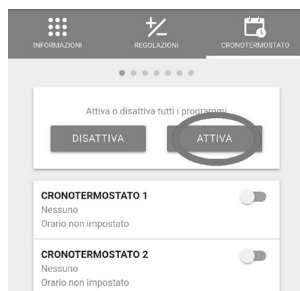 INFORMAZIONI
REGOLAZIONI
CRONOTERMOSTATO
Attiva o disattiva tutti i programmi
DISATTIVA
ATTIVA
CRONOTERMOSTATO 1
Nessuno
Orario non impostato
CRONOTERMOSTATO 2
Nessuno
Orario non impostato